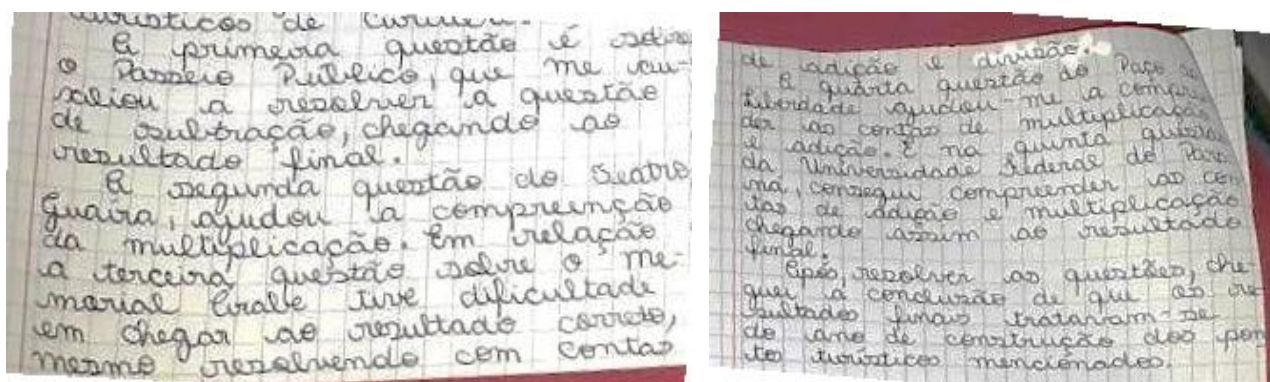 turísticos de Curitiba.
A primeira questão é sobre
o Passeio Público, que me au-
xaliou a resolver a questão
de subtração, chegando ao
resultado final.
A segunda questão do Teatro
Guaíra, ajudou a compreenção
da multiplicação. Em relação
a terceira questão sobre o me-
morial Árabe tive dificuldade
em chegar ao resultado correto,
mesmo resolvendo com contas
de adição e divisão.
A quarta questão do Paço da
Liberdade ajudou-me a compreen
der as contas de multiplicação
e adição. E na quinta questão
da Universidade Federal do Para
ná, consegui compreender as con
tas de adição e multiplicação
chegando assim ao resultado
final.
Após, resolver as questões, che
guei a conclusão de que os re
sultados finais tratavam-se
do ano de construção dos pon
tos turísticos mencionados.